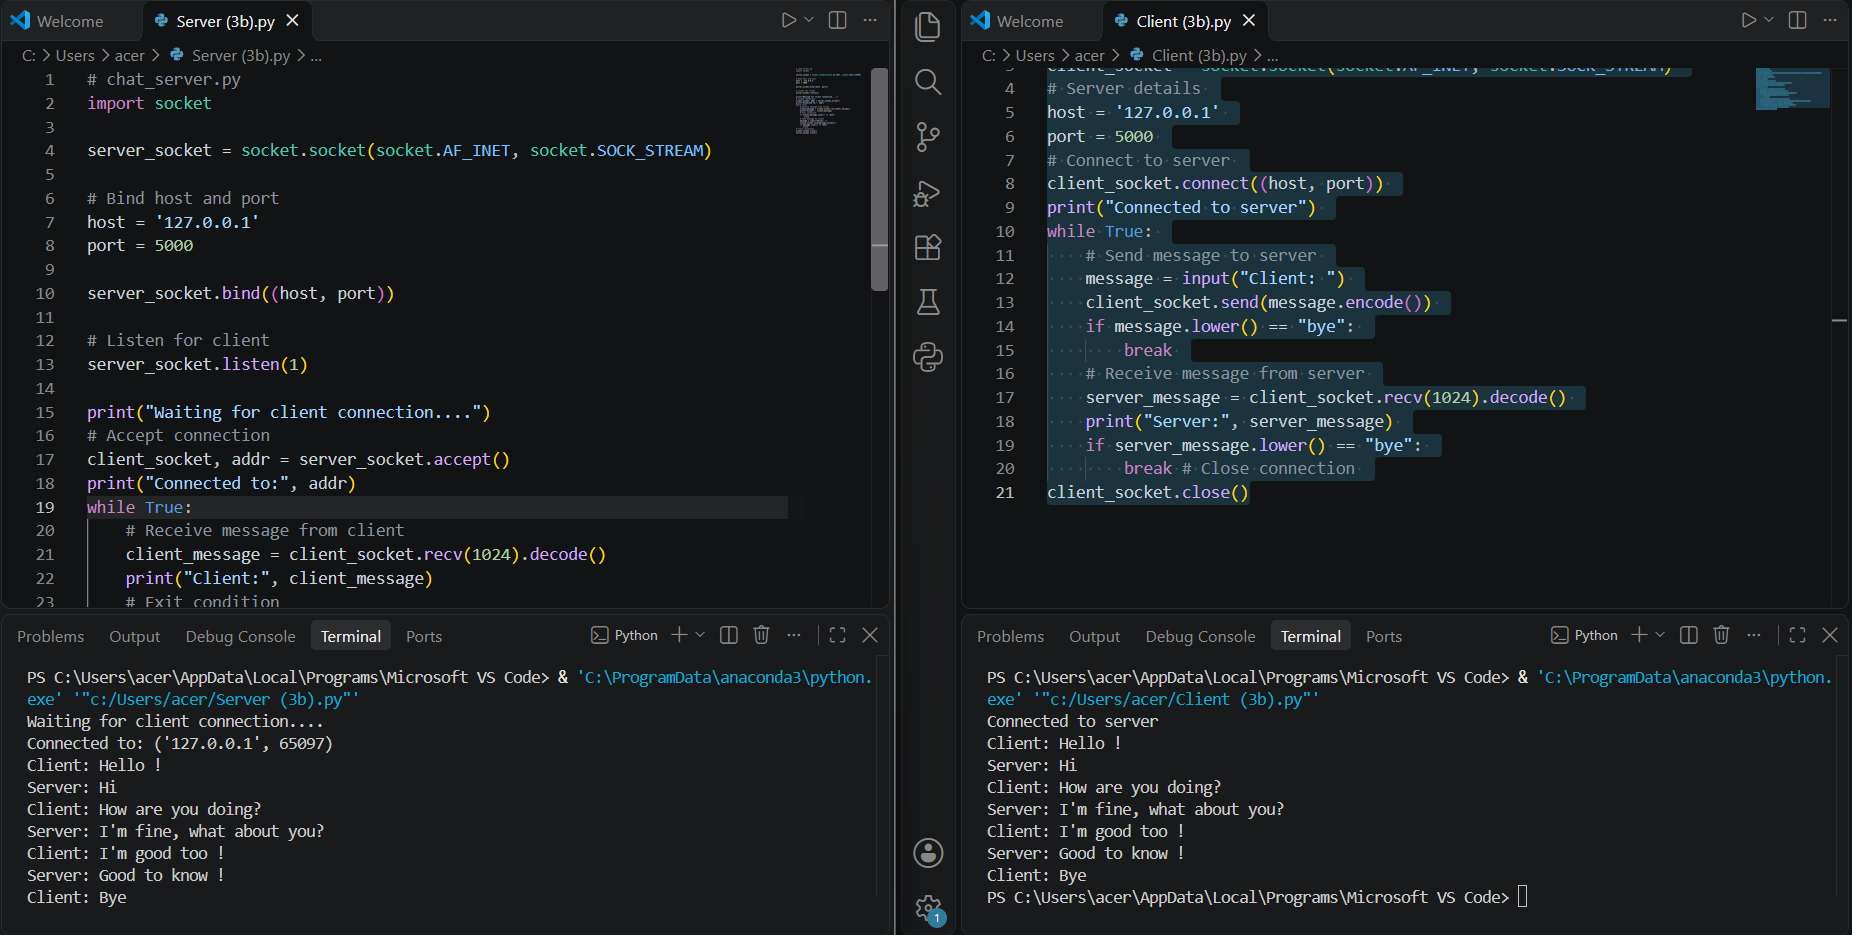 Welcome
Server (3b).py
C: > Users > acer > Server (3b).py > ...
1 # chat_server.py
2 import socket
3
4 server_socket = socket.socket(socket.AF_INET, socket.SOCK_STREAM)
5
6 # Bind host and port
7 host = '127.0.0.1'
8 port = 5000
9
10 server_socket.bind((host, port))
11
12 # Listen for client
13 server_socket.listen(1)
14
15 print("Waiting for client connection....")
16 # Accept connection
17 client_socket, addr = server_socket.accept()
18 print("Connected to:", addr)
19 while True:
20     # Receive message from client
21     client_message = client_socket.recv(1024).decode()
22     print("Client:", client_message)
23     # Exit condition
Problems Output Debug Console Terminal Ports Python
PS C:\Users\acer\AppData\Local\Programs\Microsoft VS Code> & 'C:\ProgramData\anaconda3\python.
exe' '"c:/Users/acer/Server (3b).py"'
Waiting for client connection....
Connected to: ('127.0.0.1', 65097)
Client: Hello !
Server: Hi
Client: How are you doing?
Server: I'm fine, what about you?
Client: I'm good too !
Server: Good to know !
Client: Bye
1
Welcome
Client (3b).py
C: > Users > acer > Client (3b).py > ...
3 client_socket = socket.socket(socket.AF_INET, socket.SOCK_STREAM)
4 # Server details
5 host = '127.0.0.1'
6 port = 5000
7 # Connect to server
8 client_socket.connect((host, port))
9 print("Connected to server")
10 while True:
11     # Send message to server
12     message = input("Client: ")
13     client_socket.send(message.encode())
14     if message.lower() == "bye":
15         break
16     # Receive message from server
17     server_message = client_socket.recv(1024).decode()
18     print("Server:", server_message)
19     if server_message.lower() == "bye":
20         break # Close connection
21 client_socket.close()
Problems Output Debug Console Terminal Ports Python
PS C:\Users\acer\AppData\Local\Programs\Microsoft VS Code> & 'C:\ProgramData\anaconda3\python.
exe' '"c:/Users/acer/Client (3b).py"'
Connected to server
Client: Hello !
Server: Hi
Client: How are you doing?
Server: I'm fine, what about you?
Client: I'm good too !
Server: Good to know !
Client: Bye
PS C:\Users\acer\AppData\Local\Programs\Microsoft VS Code>